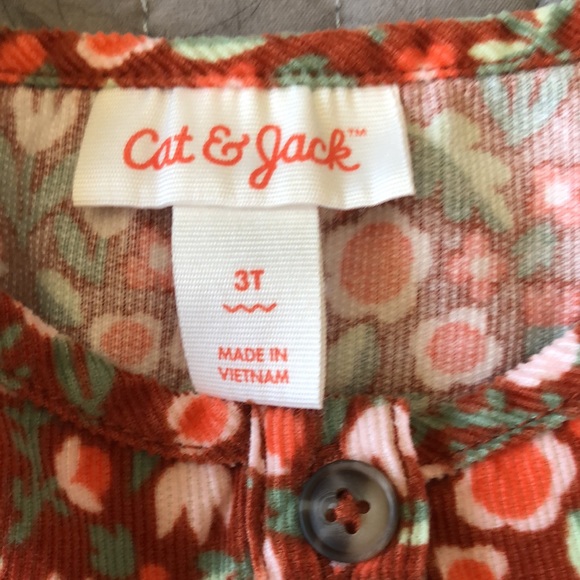 Cat & Jack™
3T
MADE IN
VIETNAM